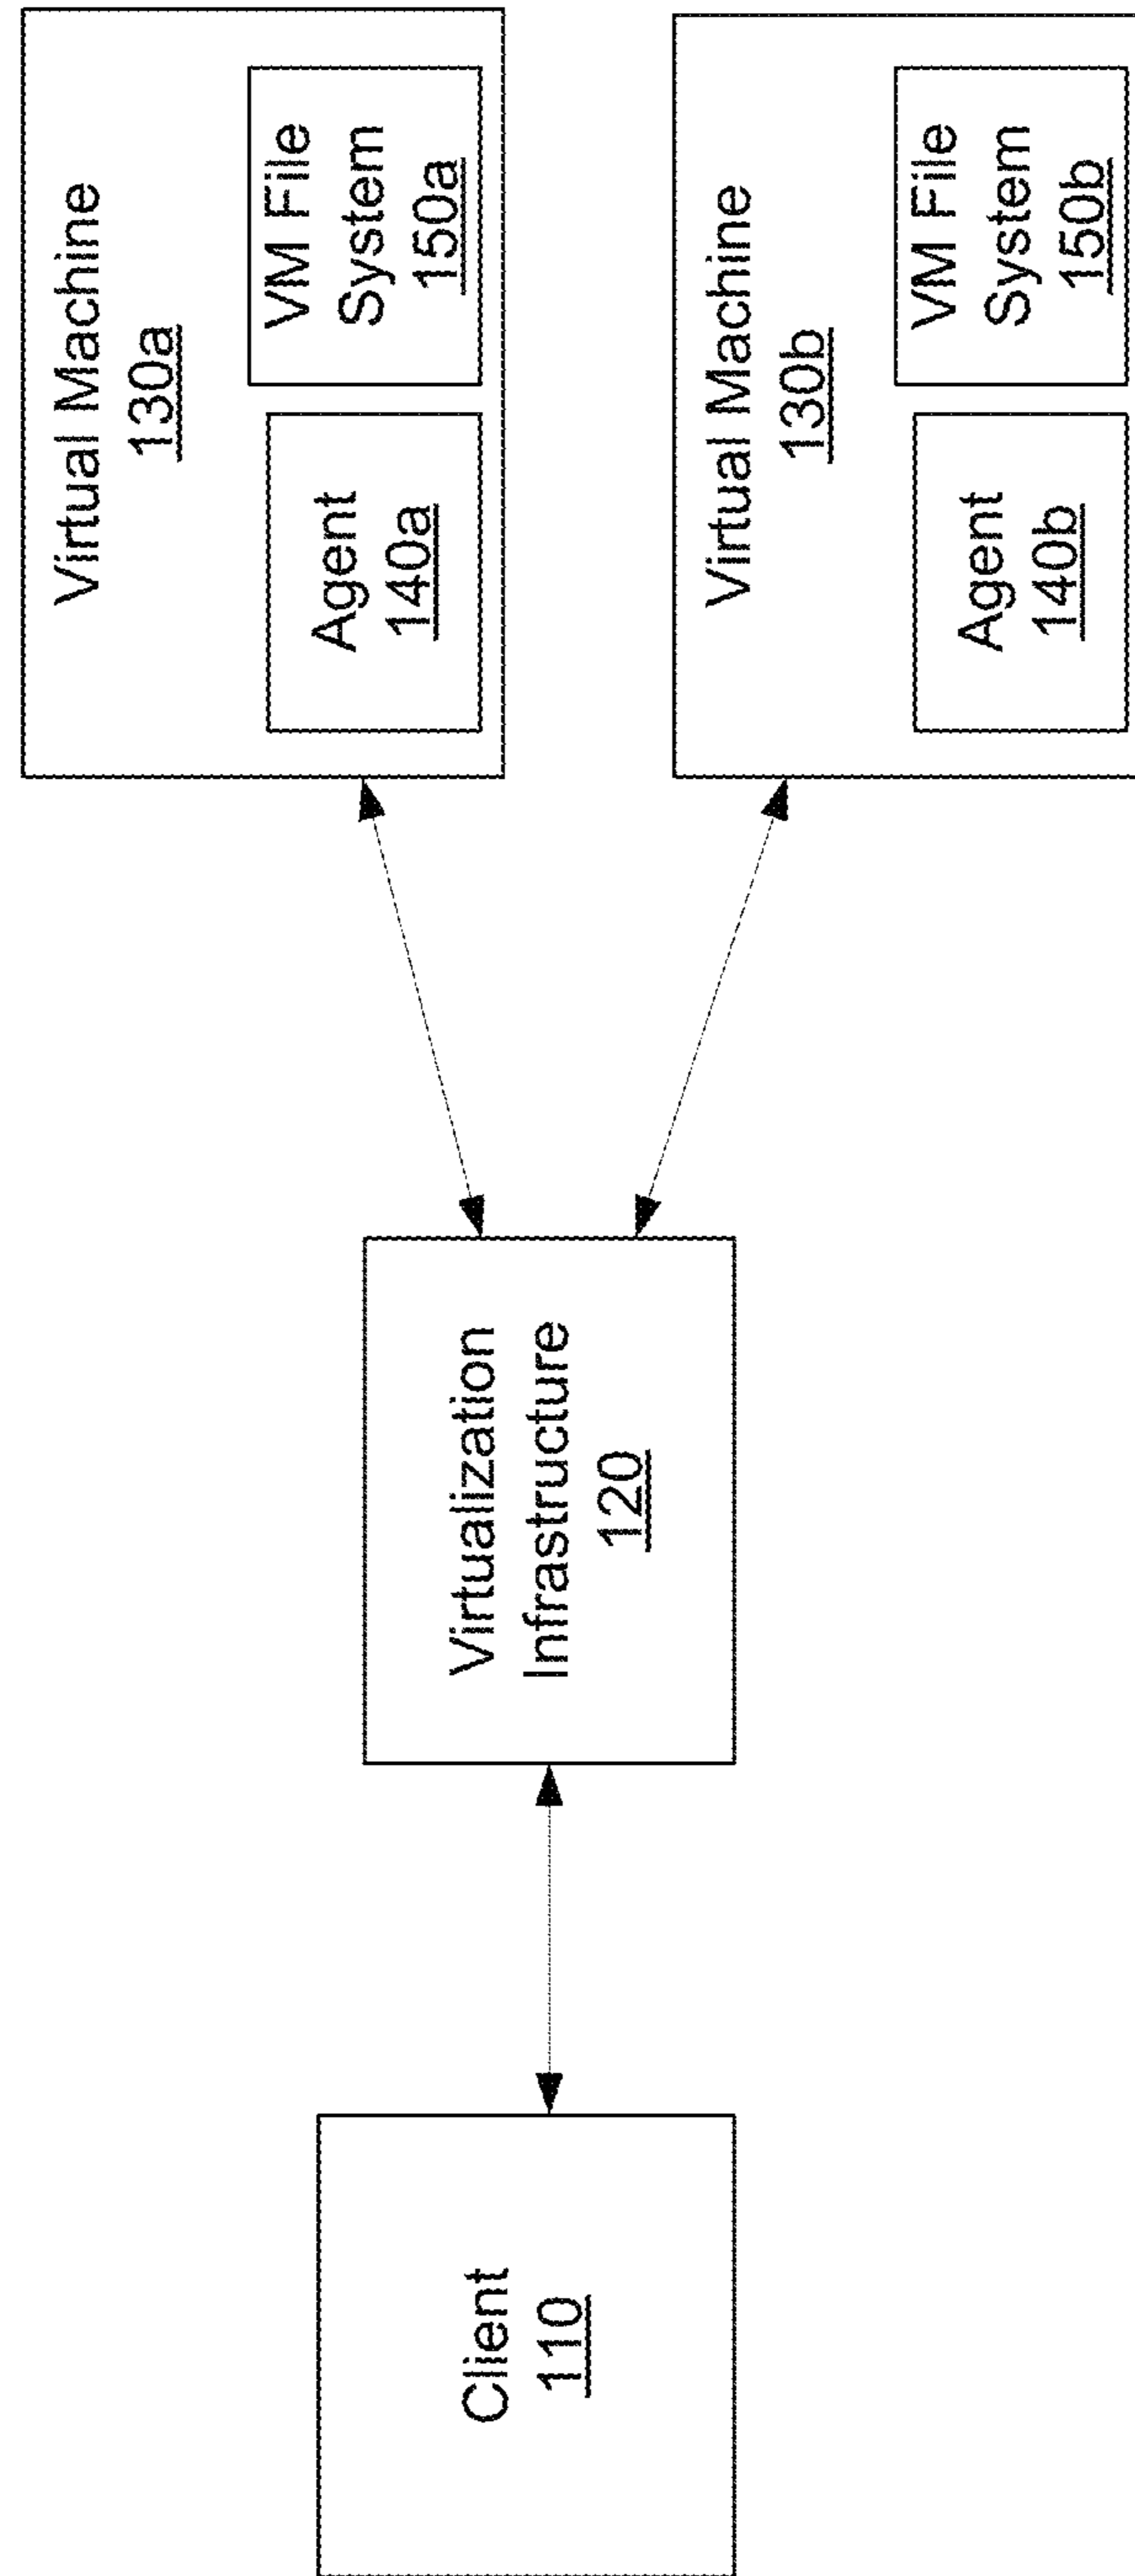 Client
110
Virtualization
Infrastructure
120
Virtual Machine
130a
Agent
140a
VM File
System
150a
Virtual Machine
130b
Agent
140b
VM File
System
150b